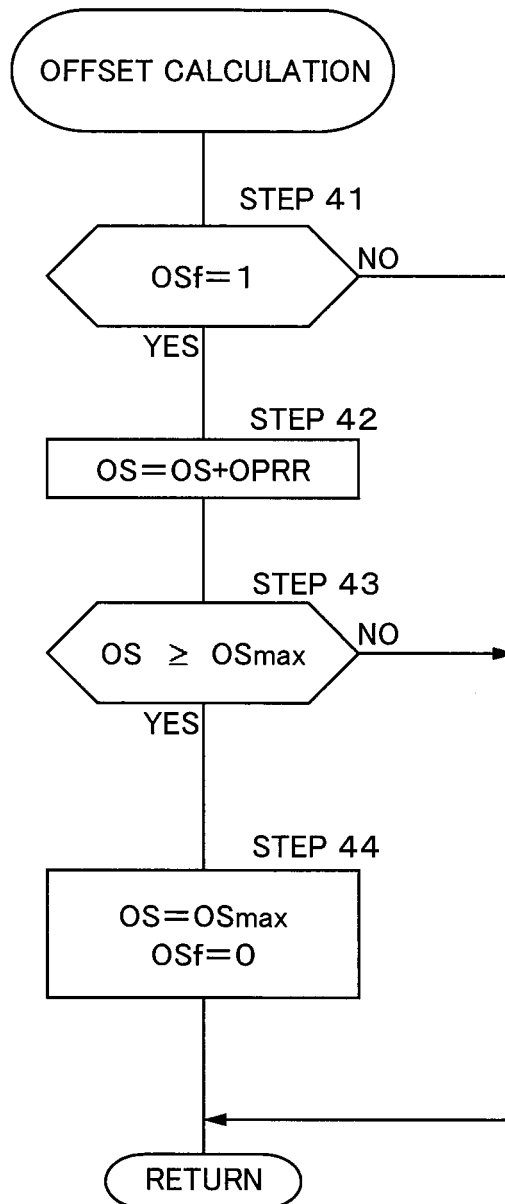 OFFSET CALCULATION
STEP 41
OSf=1
NO
YES
STEP 42
OS=OS+OPRR
STEP 43
OS ≥ OSmax
NO
YES
STEP 44
OS=OSmax
OSf=0
RETURN